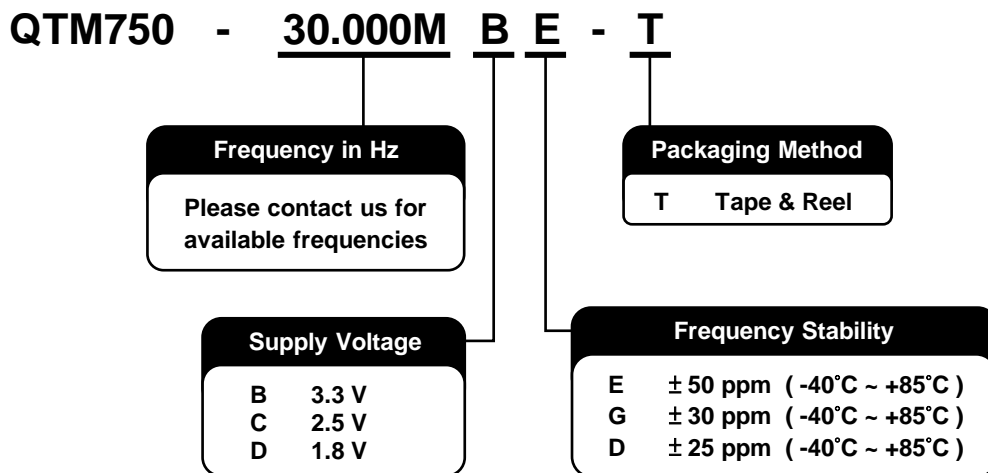 QTM750 - 30.000M B E - T
Frequency in Hz
Please contact us for
available frequencies
Packaging Method
T Tape & Reel
Supply Voltage
B 3.3 V
C 2.5 V
D 1.8 V
Frequency Stability
E ± 50 ppm ( -40°C ~ +85°C )
G ± 30 ppm ( -40°C ~ +85°C )
D ± 25 ppm ( -40°C ~ +85°C )